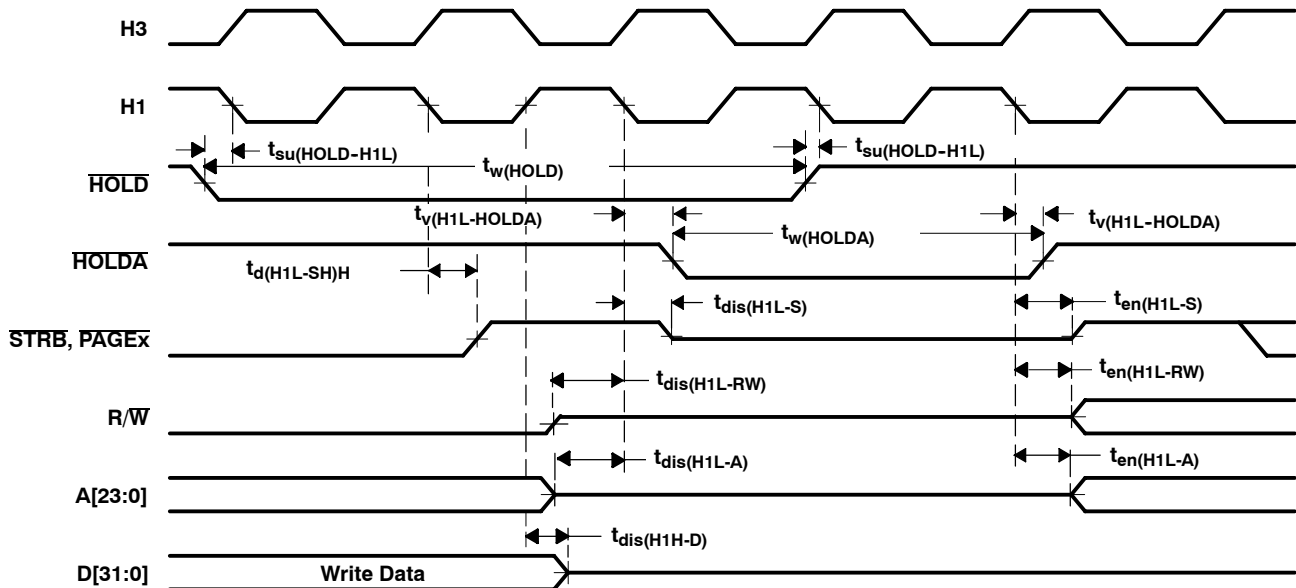 H3
H1
tsu(HOLD-H1L)
tsu(HOLD-H1L)
tw(HOLD)
HOLD
tv(H1L-HOLDA)
tv(H1L-HOLDA)
tw(HOLDA)
HOLDA
td(H1L-SH)H
tdis(H1L-S)
ten(H1L-S)
STRB, PAGEx
tdis(H1L-RW)
ten(H1L-RW)
R/W
tdis(H1L-A)
ten(H1L-A)
A[23:0]
tdis(H1H-D)
D[31:0]
Write Data